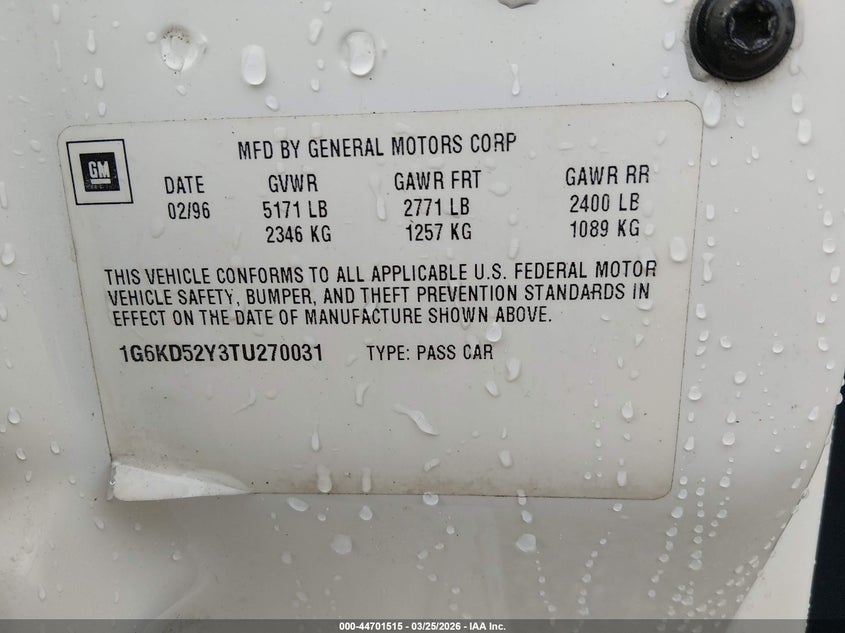 GM
MFD BY GENERAL MOTORS CORP
DATE GVWR GAWR FRT GAWR RR
02/96 5171 LB 2771 LB 2400 LB
2346 KG 1257 KG 1089 KG
THIS VEHICLE CONFORMS TO ALL APPLICABLE U.S. FEDERAL MOTOR
VEHICLE SAFETY, BUMPER, AND THEFT PREVENTION STANDARDS IN
EFFECT ON THE DATE OF MANUFACTURE SHOWN ABOVE.
1G6KD52Y3TU270031 TYPE: PASS CAR
000-44701515 - 03/25/2026 - IAA Inc.